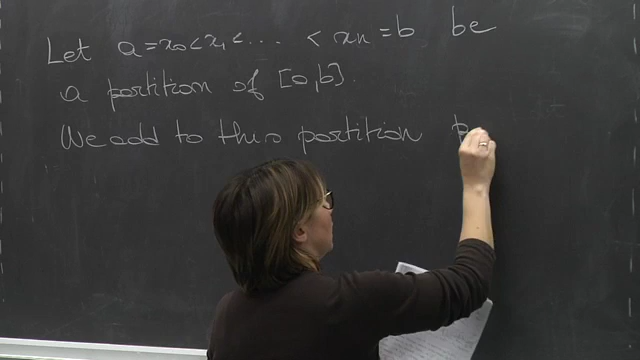 Let a = x₀ < x₁ < ... < xₙ = b be
a partition of [a,b].
We add to this partition p